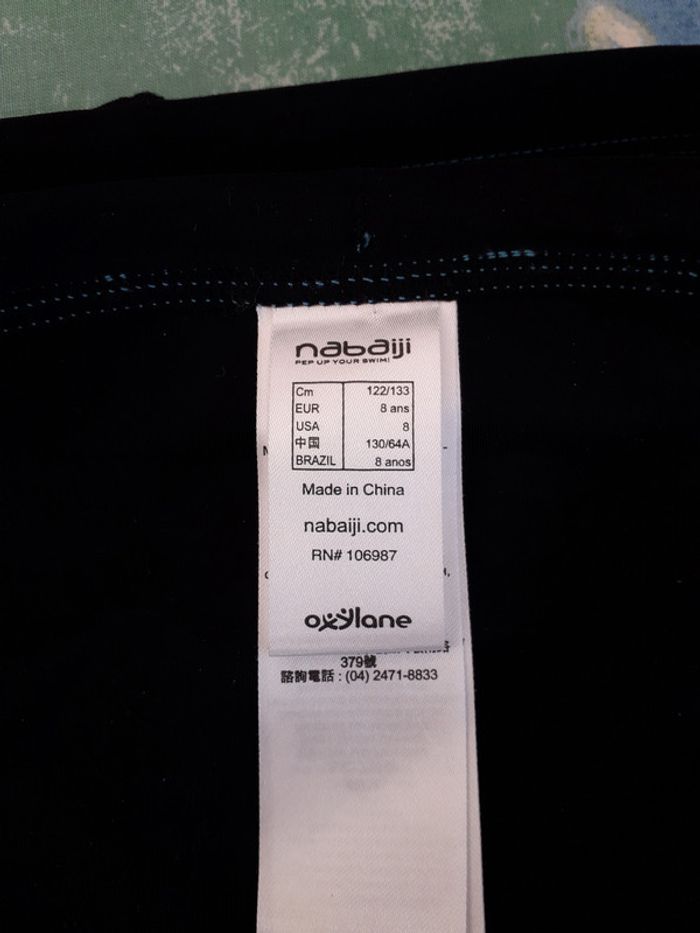 nabaiji
PEP UP YOUR SWIM!
Cm 122/133
EUR 8 ans
USA 8
中国 130/64A
BRAZIL 8 anos
Made in China
nabaiji.com
RN# 106987
oxylane
379號
諮詢電話 : (04) 2471-8833